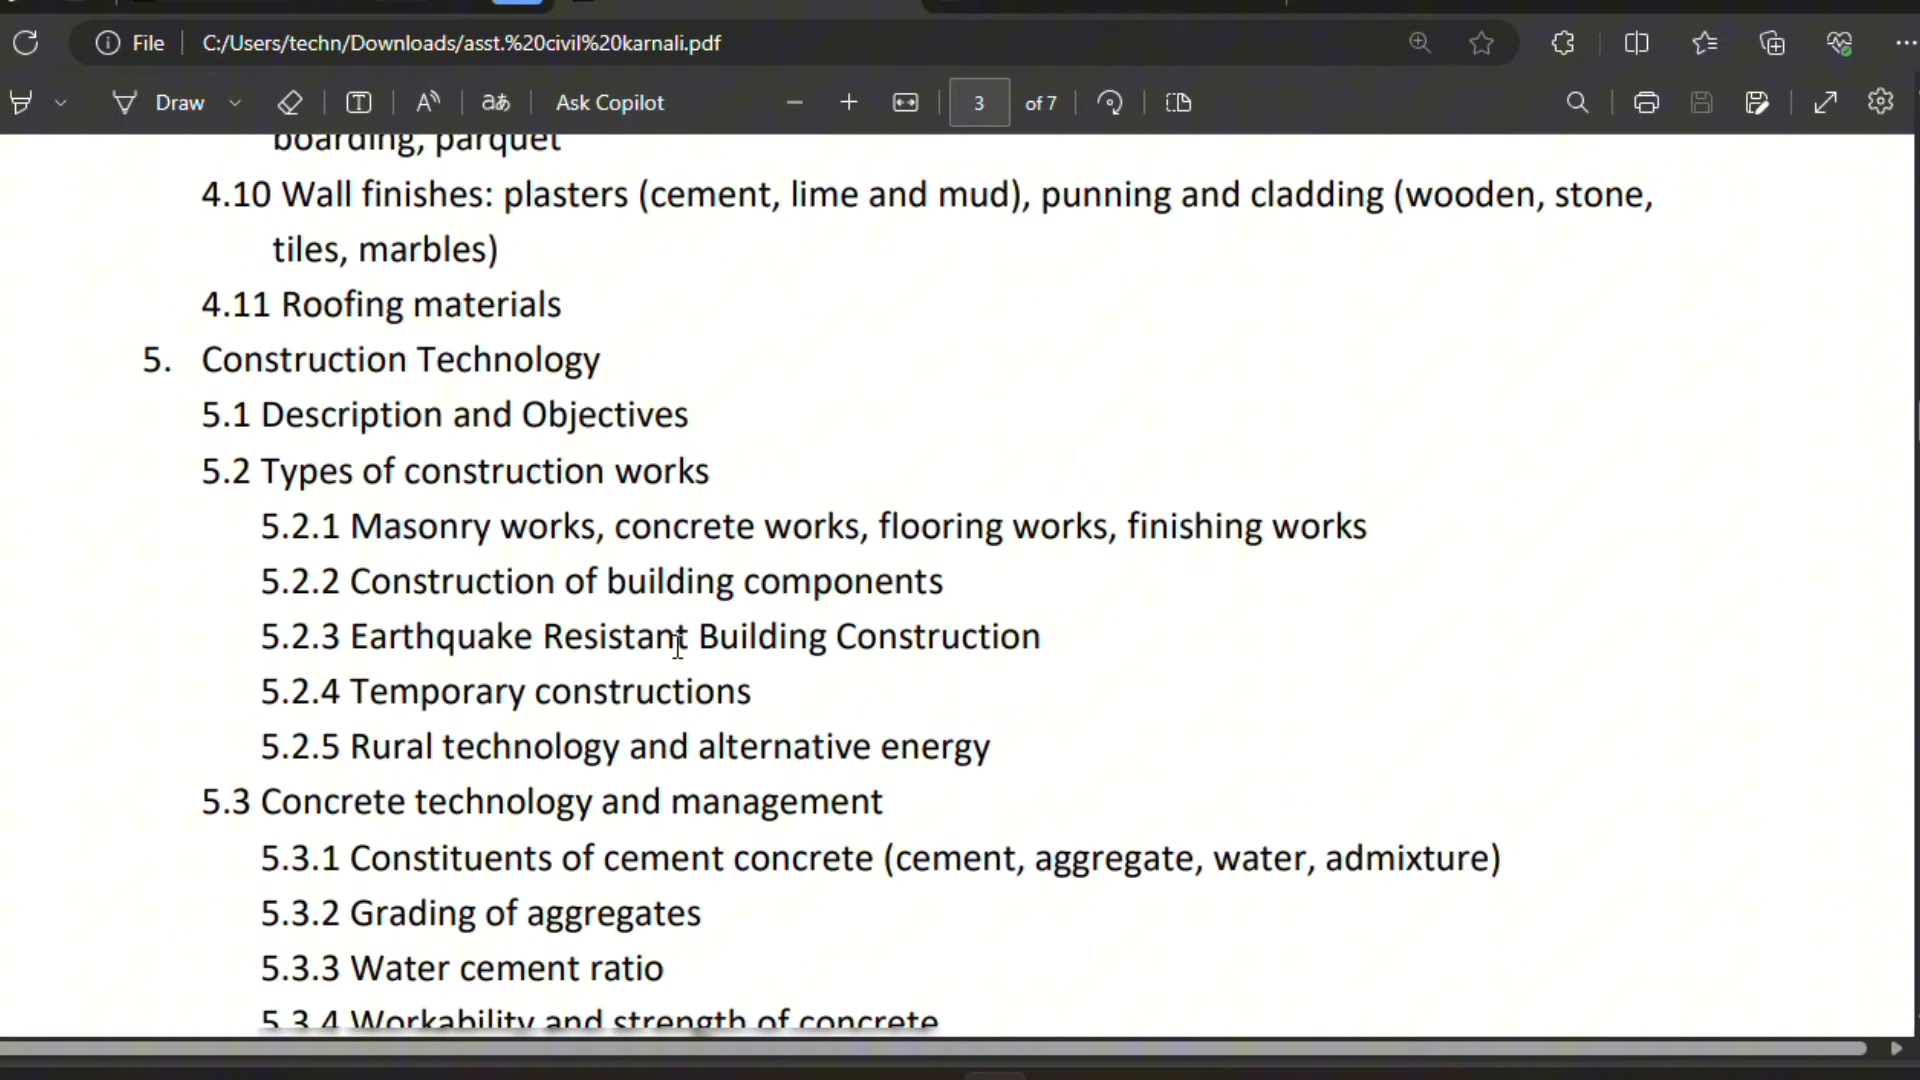 File C:/Users/techn/Downloads/asst.%20civil%20karnali.pdf
Draw Ask Copilot 3 of 7
boarding, parquet
4.10 Wall finishes: plasters (cement, lime and mud), punning and cladding (wooden, stone,
tiles, marbles)
4.11 Roofing materials
5. Construction Technology
5.1 Description and Objectives
5.2 Types of construction works
5.2.1 Masonry works, concrete works, flooring works, finishing works
5.2.2 Construction of building components
5.2.3 Earthquake Resistant Building Construction
5.2.4 Temporary constructions
5.2.5 Rural technology and alternative energy
5.3 Concrete technology and management
5.3.1 Constituents of cement concrete (cement, aggregate, water, admixture)
5.3.2 Grading of aggregates
5.3.3 Water cement ratio
5.3.4 Workability and strength of concrete